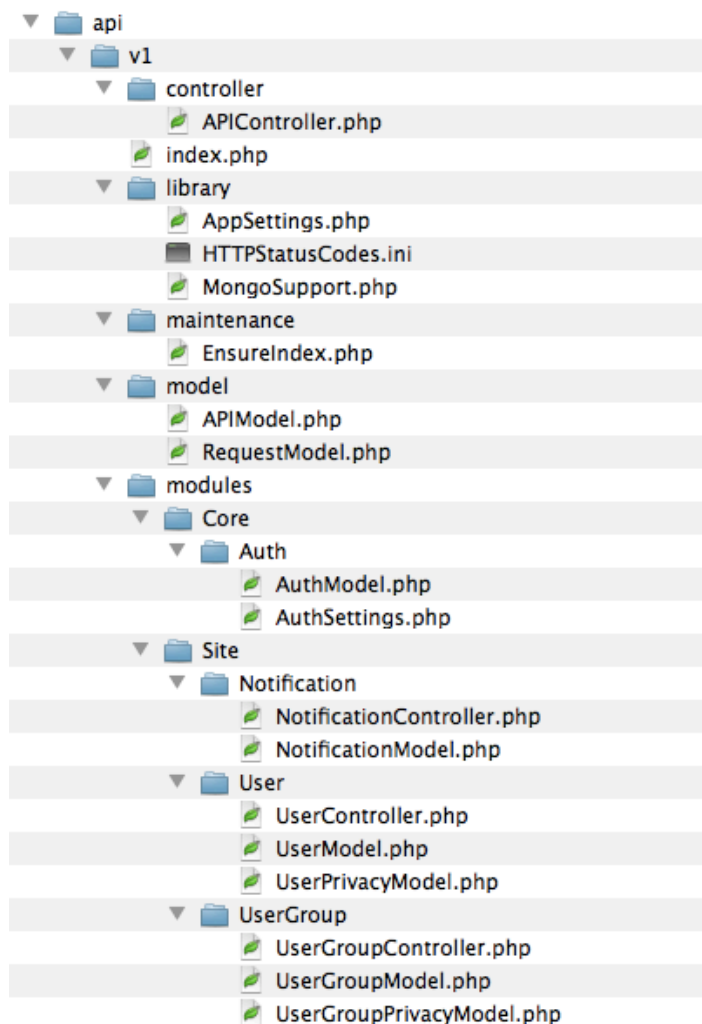 api
v1
controller
APIController.php
index.php
library
AppSettings.php
HTTPStatusCodes.ini
MongoSupport.php
maintenance
EnsureIndex.php
model
APIModel.php
RequestModel.php
modules
Core
Auth
AuthModel.php
AuthSettings.php
Site
Notification
NotificationController.php
NotificationModel.php
User
UserController.php
UserModel.php
UserPrivacyModel.php
UserGroup
UserGroupController.php
UserGroupModel.php
UserGroupPrivacyModel.php